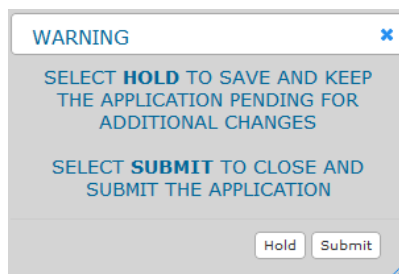 WARNING
SELECT HOLD TO SAVE AND KEEP
THE APPLICATION PENDING FOR
ADDITIONAL CHANGES
SELECT SUBMIT TO CLOSE AND
SUBMIT THE APPLICATION
Hold Submit